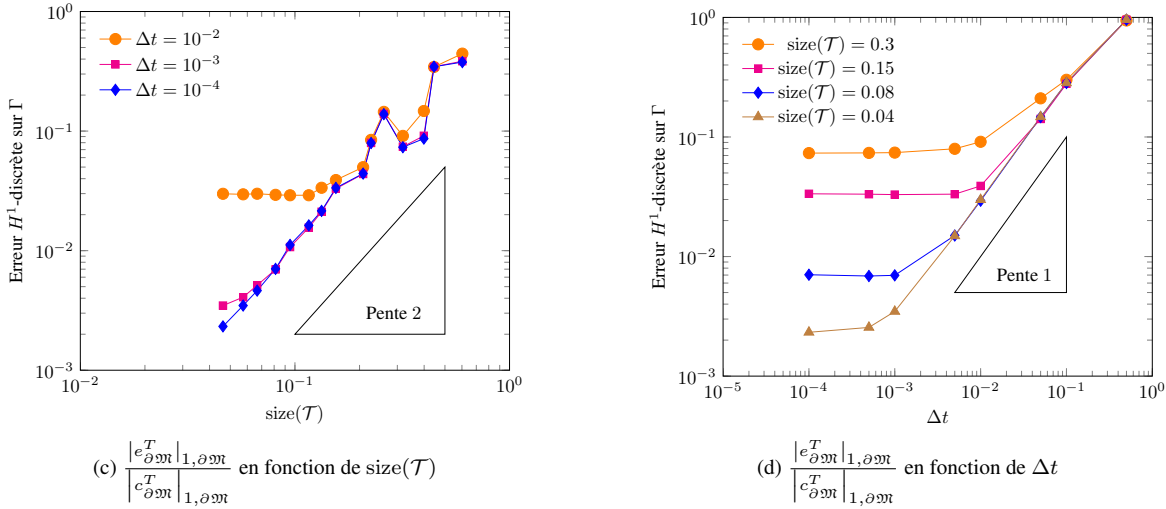 10^0
10^{-1}
10^{-2}
10^{-3}
Erreur H^1-discrète sur Γ
Δt = 10^{-2}
Δt = 10^{-3}
Δt = 10^{-4}
Pente 2
10^{-2} 10^{-1} 10^0
size(𝒯)
(c) |e^T_{∂𝔐}|_{1,∂𝔐} / |c^T_{∂𝔐}|_{1,∂𝔐} en fonction de size(𝒯)
10^0
10^{-1}
10^{-2}
10^{-3}
Erreur H^1-discrète sur Γ
size(𝒯) = 0.3
size(𝒯) = 0.15
size(𝒯) = 0.08
size(𝒯) = 0.04
Pente 1
10^{-5} 10^{-4} 10^{-3} 10^{-2} 10^{-1} 10^0
Δt
(d) |e^T_{∂𝔐}|_{1,∂𝔐} / |c^T_{∂𝔐}|_{1,∂𝔐} en fonction de Δt